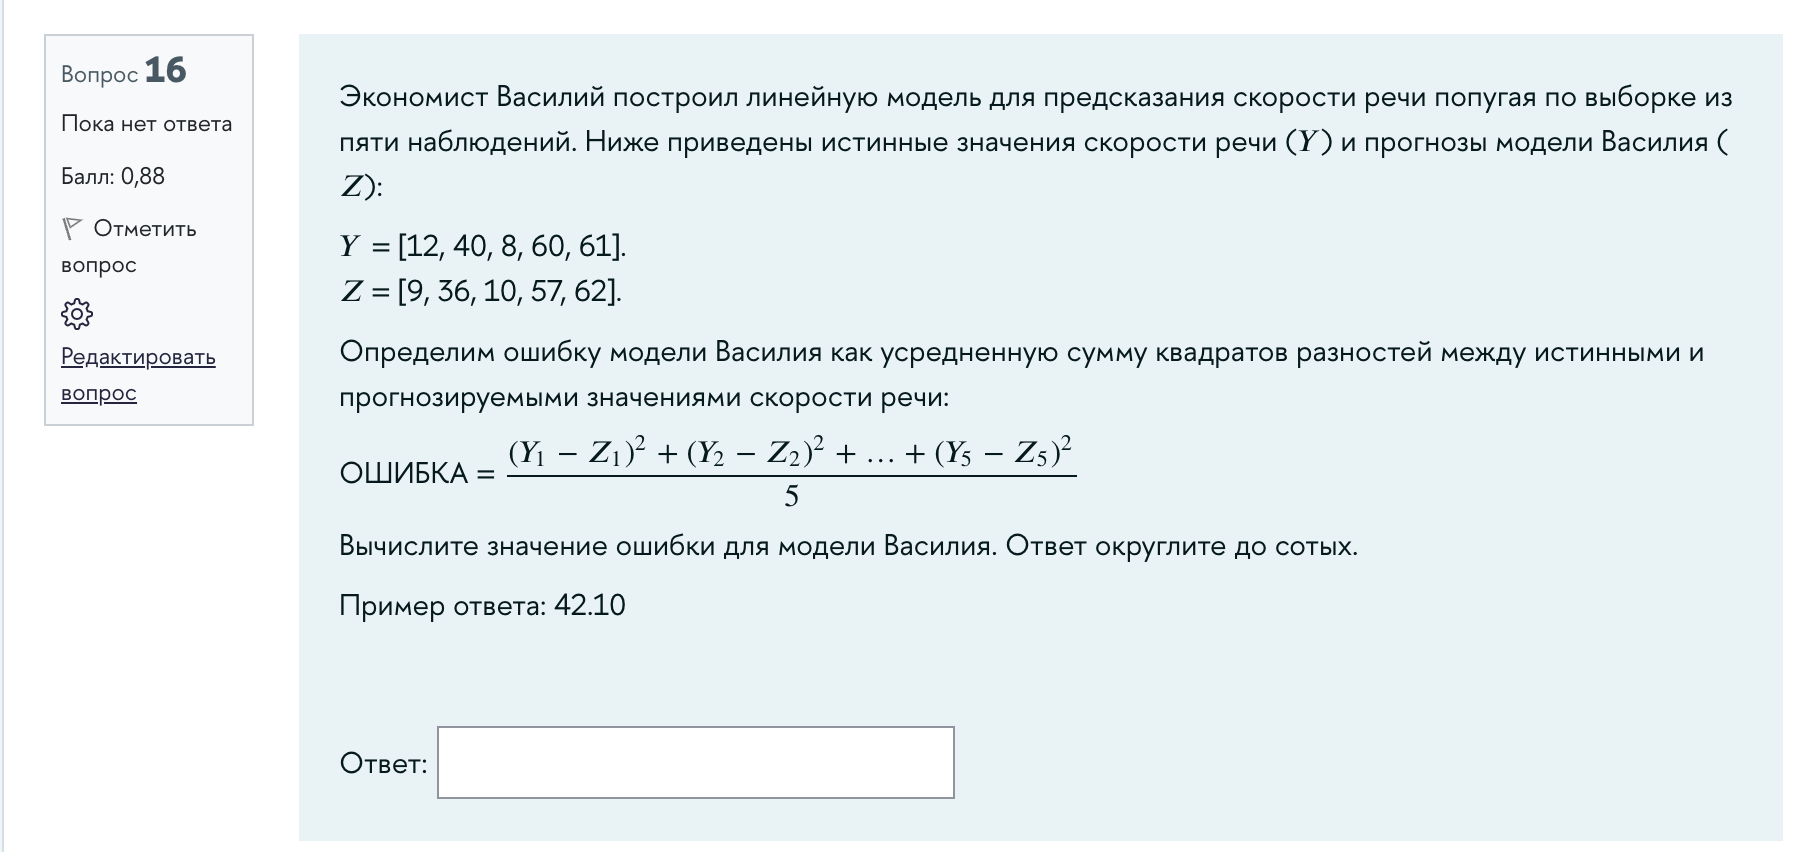 Вопрос 16
Пока нет ответа
Балл: 0,88
Отметить
вопрос
Редактировать
вопрос
Экономист Василий построил линейную модель для предсказания скорости речи попугая по выборке из
пяти наблюдений. Ниже приведены истинные значения скорости речи (Y) и прогнозы модели Василия (
Z):
Y = [12, 40, 8, 60, 61].
Z = [9, 36, 10, 57, 62].
Определим ошибку модели Василия как усредненную сумму квадратов разностей между истинными и
прогнозируемыми значениями скорости речи:
ОШИБКА = \frac{(Y_1 − Z_1)^2 + (Y_2 − Z_2)^2 + … + (Y_5 − Z_5)^2}{5}
Вычислите значение ошибки для модели Василия. Ответ округлите до сотых.
Пример ответа: 42.10
Ответ: